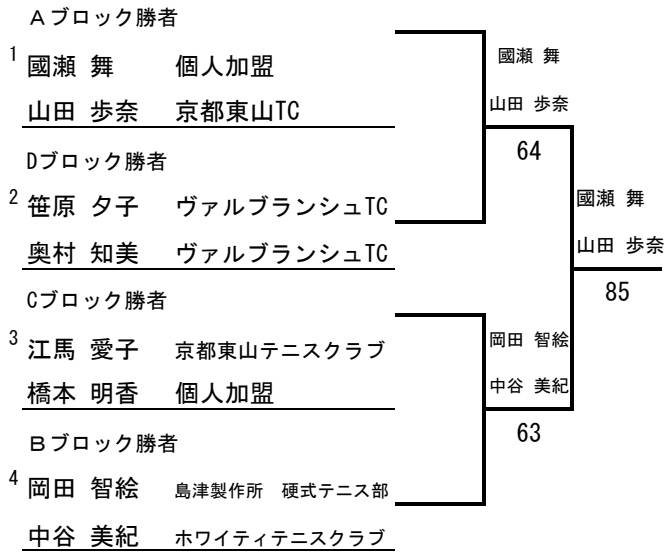 Aブロック勝者
1 國瀬 舞 個人加盟
山田 歩奈 京都東山TC
Dブロック勝者
2 笹原 夕子 ヴァルブランシュTC
奥村 知美 ヴァルブランシュTC
Cブロック勝者
3 江馬 愛子 京都東山テニスクラブ
橋本 明香 個人加盟
Bブロック勝者
4 岡田 智絵 島津製作所 硬式テニス部
中谷 美紀 ホワイティテニスクラブ
國瀬 舞
山田 歩奈
64
岡田 智絵
中谷 美紀
63
國瀬 舞
山田 歩奈
85